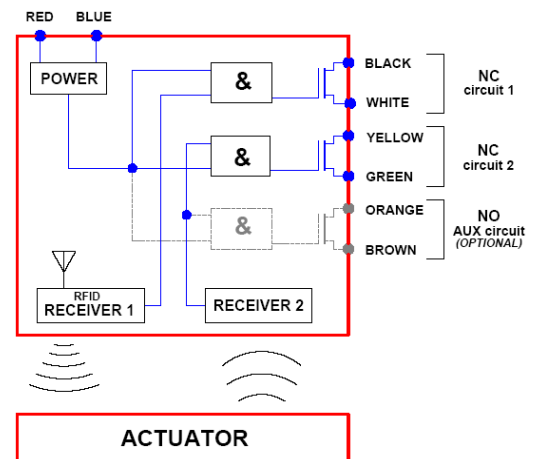 RED BLUE
POWER
&
BLACK
WHITE
NC
circuit 1
&
YELLOW
GREEN
NC
circuit 2
&
ORANGE
BROWN
NO
AUX circuit
(OPTIONAL)
RFID
RECEIVER 1
RECEIVER 2
ACTUATOR